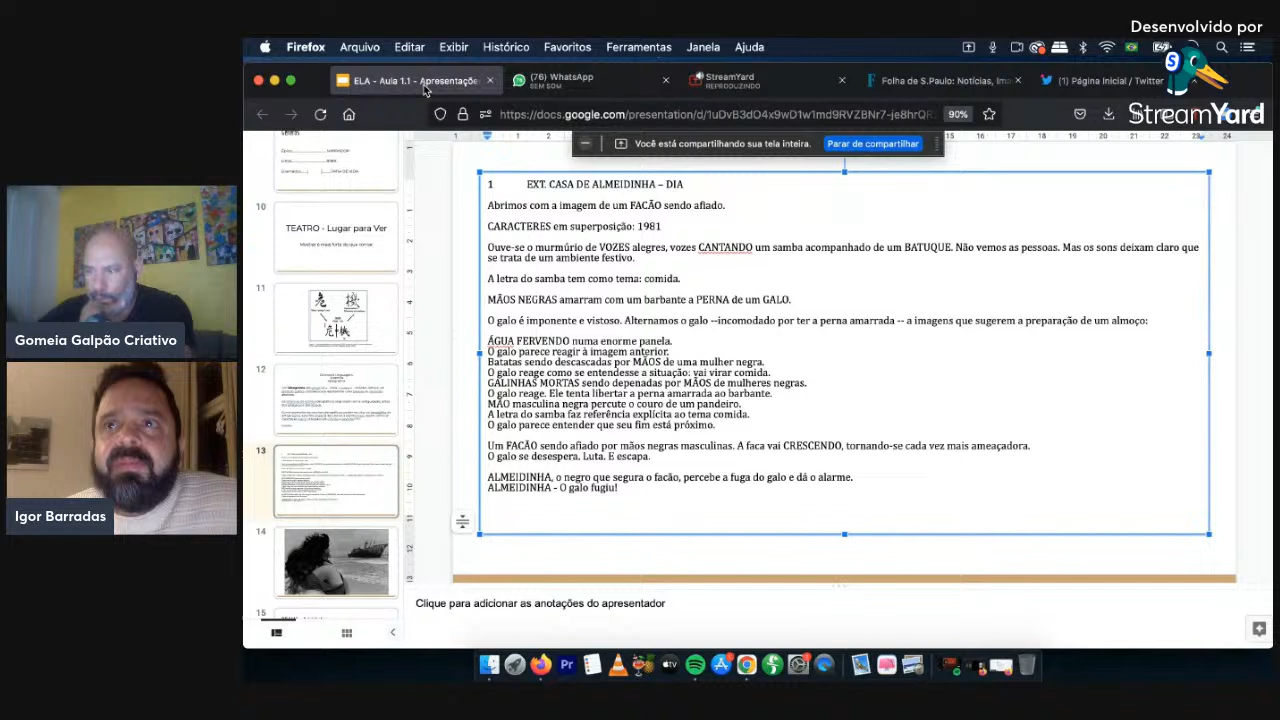 Desenvolvido por
StreamYard
Firefox Arquivo Editar Exibir Histórico Favoritos Ferramentas Janela Ajuda
ELA - Aula 1.1 - Apresentaçõe
(76) WhatsApp
SEM SOM
StreamYard
REPRODUZINDO
Folha de S.Paulo: Notícias, Ima
(1) Página Inicial / Twitter
https://docs.google.com/presentation/d/1uDvB3dO4x9wD1w1md9RVZBNr7-je8hrQR
90%
Você está compartilhando sua tela inteira.
Parar de compartilhar
1 EXT. CASA DE ALMEIDINHA – DIA
Abrimos com a imagem de um FACÃO sendo afiado.
CARACTERES em superposição: 1981
Ouve-se o murmúrio de VOZES alegres, vozes CANTANDO um samba acompanhado de um BATUQUE. Não vemos as pessoas. Mas os sons deixam claro que
se trata de um ambiente festivo.
A letra do samba tem como tema: comida.
MÃOS NEGRAS amarram com um barbante a PERNA de um GALO.
O galo é imponente e vistoso. Alternamos o galo --incomodado por ter a perna amarrada -- a imagens que sugerem a preparação de um almoço:
ÁGUA FERVENDO numa enorme panela.
O galo parece reagir à imagem anterior.
Batatas sendo descascadas por MÃOS de uma mulher negra.
O galo reage como se entendesse a situação: vai virar comida.
GALINHAS MORTAS sendo depenadas por MÃOS de mulheres negras.
O galo reage. Ele tenta libertar a perna amarrada ao barbante.
MÃO masculina negra percute o couro de um pandeiro.
A letra do samba faz referência explícita ao tema comida.
O galo parece entender que seu fim está próximo.
Um FACÃO sendo afiado por mãos negras masculinas. A faca vai CRESCENDO, tornando-se cada vez mais ameaçadora.
O galo se desespera. Luta. E escapa.
ALMEIDINHA, o negro que segura o facão, percebe a fuga do galo e dá o alarme.
ALMEIDINHA – O galo fugiu!
10
TEATRO - Lugar para Ver
11
12
13
14
15
Clique para adicionar as anotações do apresentador
Gomeia Galpão Criativo
Igor Barradas